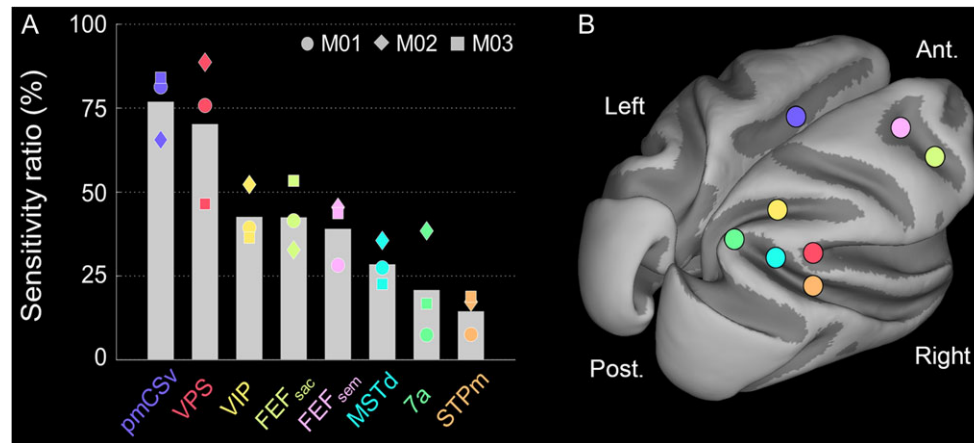 A
Sensitivity ratio (%)
100
75
50
25
0
M01 M02 M03
pmCSv
VPS
VIP
FEF sac
FEF sem
MSTd
7a
STPm
B
Left
Ant.
Post.
Right